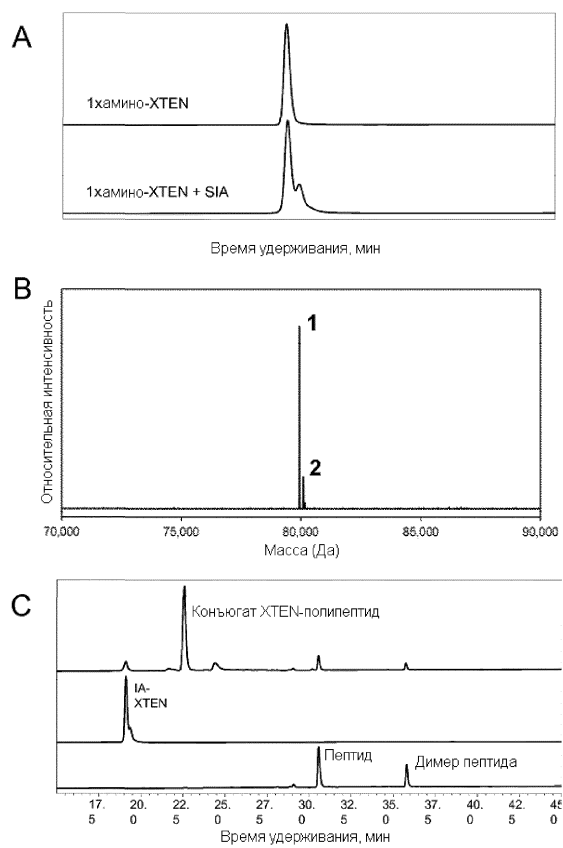 A
1хамино-XTEN
1хамино-XTEN + SIA
Время удерживания, мин
B
Относительная интенсивность
1
2
70,000 75,000 80,000 85,000 90,000
Масса (Да)
C
Конъюгат XTEN-полипептид
IA-
XTEN
Пептид
Димер пептида
17. 20. 22. 25. 27. 30. 32. 35. 37. 40. 42. 45
5 0 5 0 5 0 5 0 5 0 5 0
Время удерживания, мин